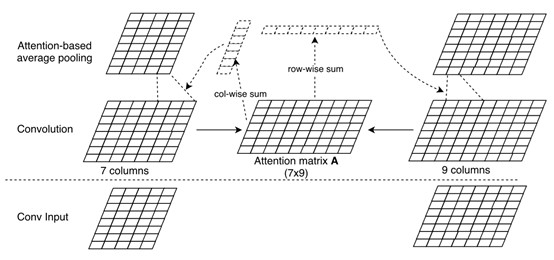 Attention-based
average pooling
row-wise sum
col-wise sum
Convolution
7 columns
Attention matrix A
(7x9)
9 columns
Conv Input